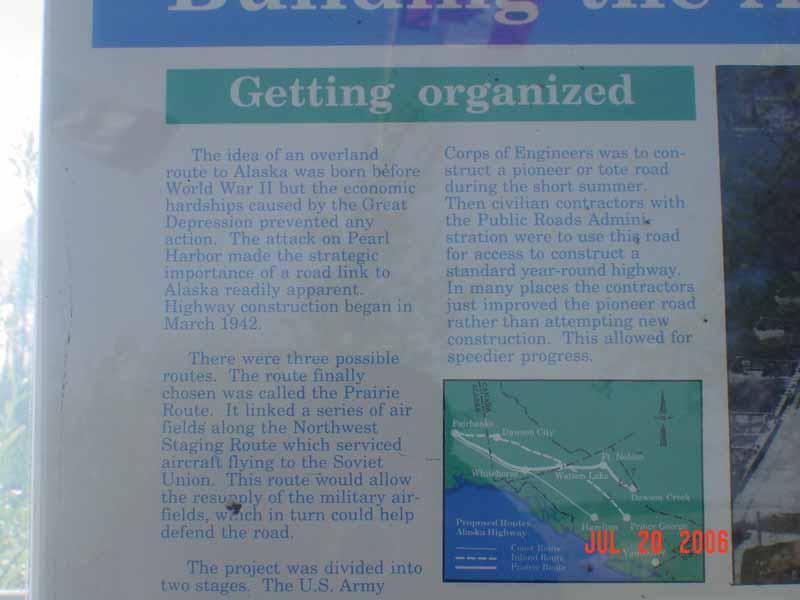 Building the A
Getting organized
The idea of an overland
route to Alaska was born before
World War II but the economic
hardships caused by the Great
Depression prevented any
action. The attack on Pearl
Harbor made the strategic
importance of a road link to
Alaska readily apparent.
Highway construction began in
March 1942.
There were three possible
routes. The route finally
chosen was called the Prairie
Route. It linked a series of air
fields along the Northwest
Staging Route which serviced
aircraft flying to the Soviet
Union. This route would allow
the resupply of the military air-
fields, which in turn could help
defend the road.
The project was divided into
two stages. The U.S. Army
Corps of Engineers was to con-
struct a pioneer or tote road
during the short summer.
Then civilian contractors with
the Public Roads Admini-
stration were to use this road
for access to construct a
standard year-round highway.
In many places the contractors
just improved the pioneer road
rather than attempting new
construction. This allowed for
speedier progress.
Fairbanks
Dawson City
Ft. Nelson
Whitehorse
Watson Lake
Dawson Creek
Hazelton
Prince George
Proposed Routes
Alaska Highway
Coast Route
Inland Route
Prairie Route
JUL 20 2006